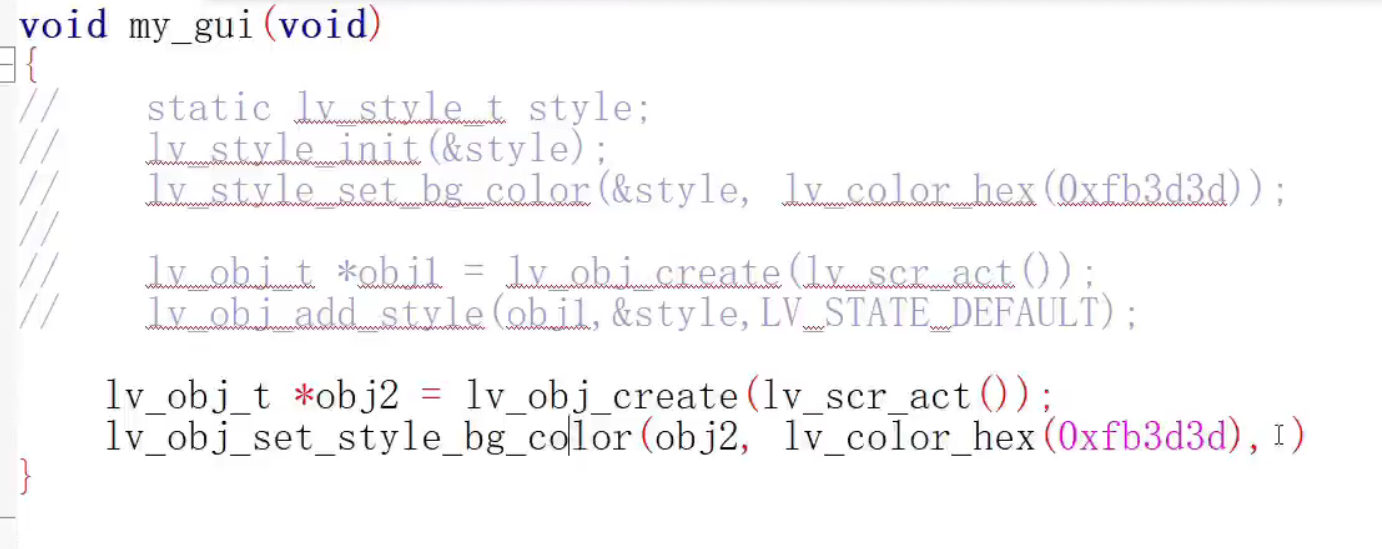 void my_gui(void)
{
//    static lv_style_t style;
//    lv_style_init(&style);
//    lv_style_set_bg_color(&style, lv_color_hex(0xfb3d3d));
//
//    lv_obj_t *obj1 = lv_obj_create(lv_scr_act());
//    lv_obj_add_style(obj1,&style,LV_STATE_DEFAULT);
lv_obj_t *obj2 = lv_obj_create(lv_scr_act());
lv_obj_set_style_bg_color(obj2, lv_color_hex(0xfb3d3d), )
}